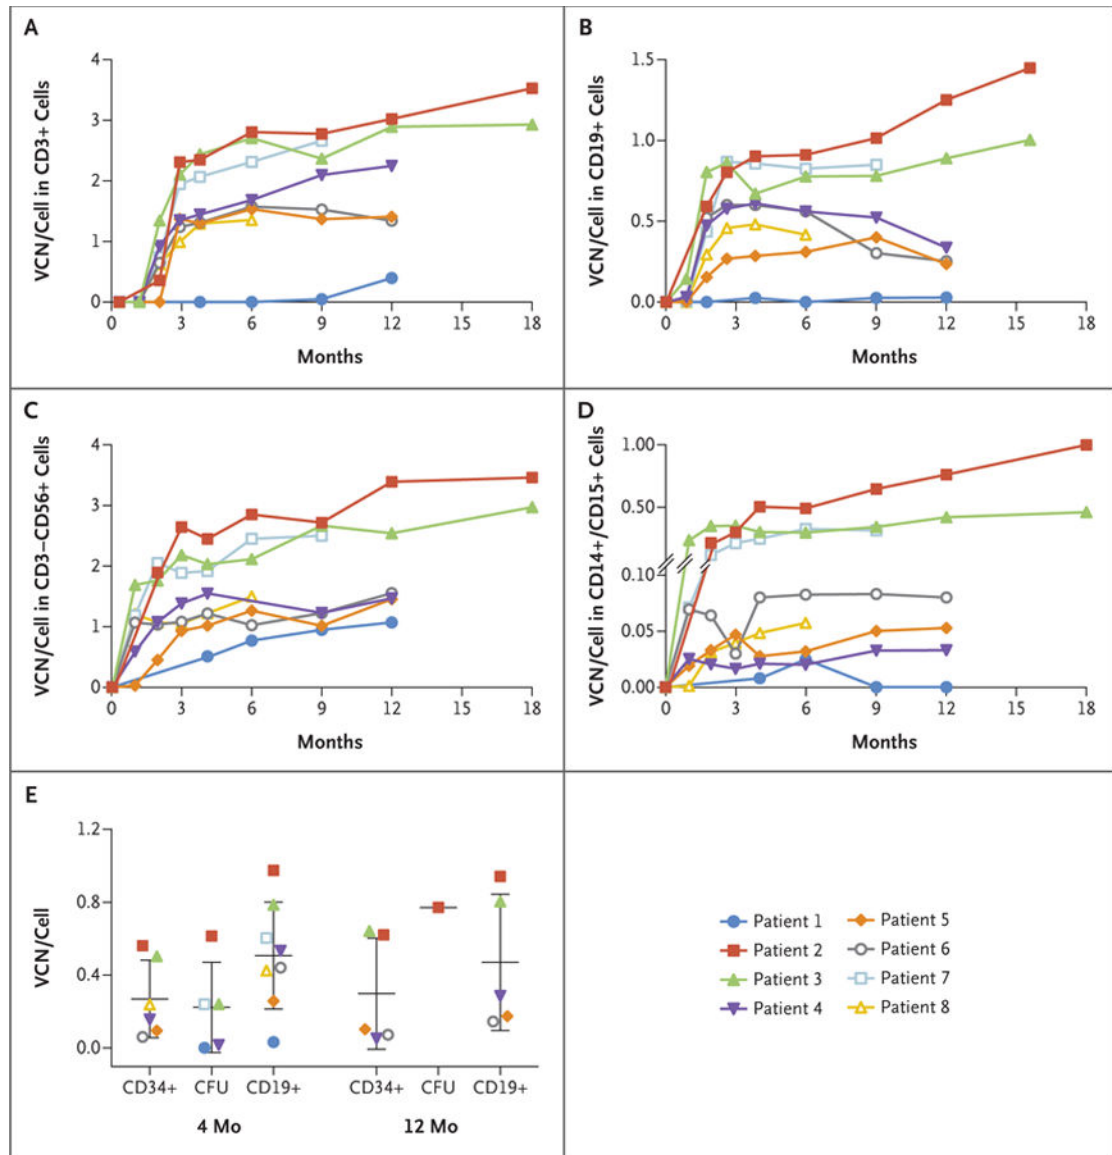 A
VCN/Cell in CD3+ Cells
4
3
2
1
0
0 3 6 9 12 15 18
Months
B
VCN/Cell in CD19+ Cells
1.5
1.0
0.5
0.0
0 3 6 9 12 15 18
Months
C
VCN/Cell in CD3–CD56+ Cells
4
3
2
1
0
0 3 6 9 12 15 18
Months
D
VCN/Cell in CD14+/CD15+ Cells
1.00
0.50
0.10
0.05
0.00
0 3 6 9 12 15 18
Months
E
VCN/Cell
1.2
0.8
0.4
0.0
CD34+ CFU CD19+ CD34+ CFU CD19+
4 Mo 12 Mo
Patient 1 Patient 5
Patient 2 Patient 6
Patient 3 Patient 7
Patient 4 Patient 8